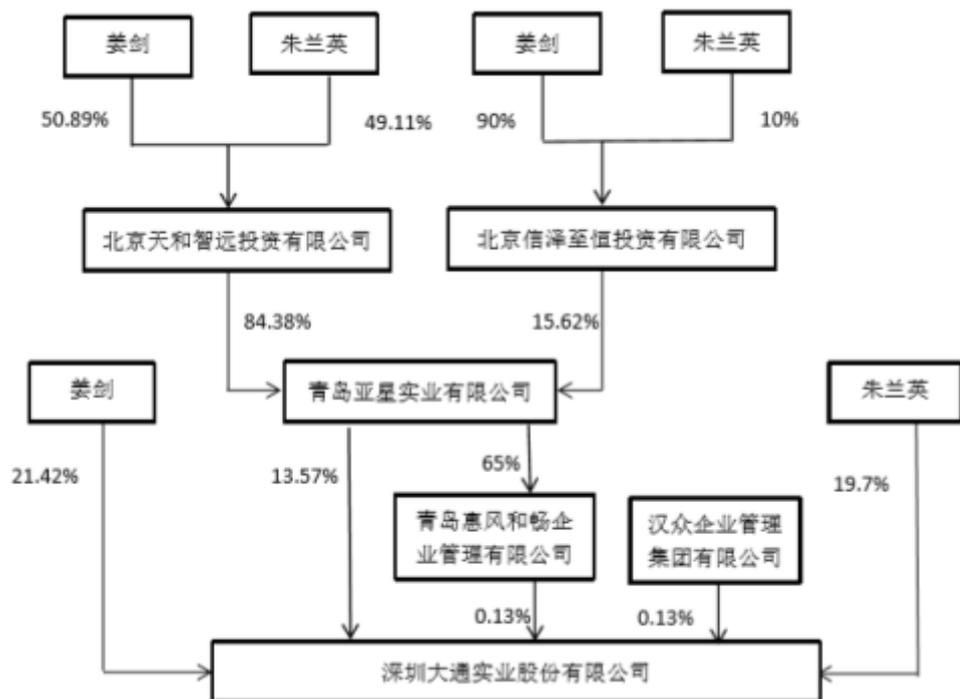 姜剑
朱兰英
姜剑
朱兰英
50.89%
49.11%
90%
10%
北京天和智远投资有限公司
北京信泽至恒投资有限公司
84.38%
15.62%
姜剑
青岛亚星实业有限公司
朱兰英
21.42%
13.57%
65%
19.7%
青岛惠风和畅企
业管理有限公司
汉众企业管理
集团有限公司
0.13%
0.13%
深圳大通实业股份有限公司